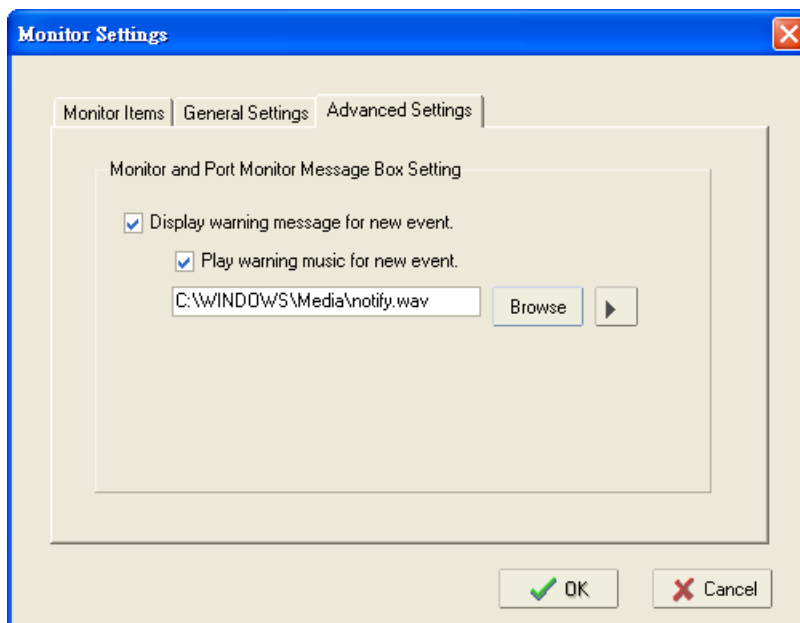 Monitor Settings
Monitor Items General Settings Advanced Settings
Monitor and Port Monitor Message Box Setting
Display warning message for new event.
Play warning music for new event.
C:\WINDOWS\Media\notify.wav Browse
OK Cancel